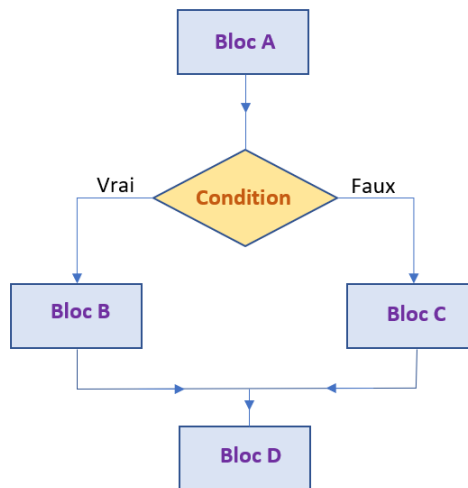 Bloc A
Vrai
Faux
Condition
Bloc B
Bloc C
Bloc D